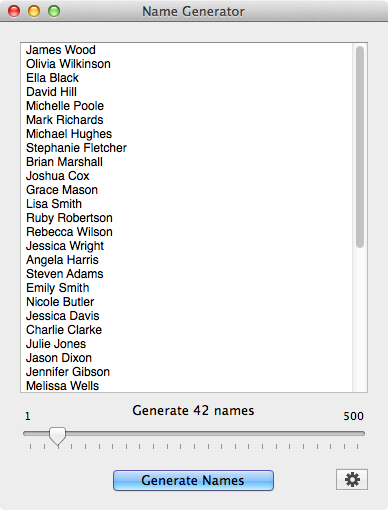 Name Generator
James Wood
Olivia Wilkinson
Ella Black
David Hill
Michelle Poole
Mark Richards
Michael Hughes
Stephanie Fletcher
Brian Marshall
Joshua Cox
Grace Mason
Lisa Smith
Ruby Robertson
Rebecca Wilson
Jessica Wright
Angela Harris
Steven Adams
Emily Smith
Nicole Butler
Jessica Davis
Charlie Clarke
Julie Jones
Jason Dixon
Jennifer Gibson
Melissa Wells
1 Generate 42 names 500
Generate Names